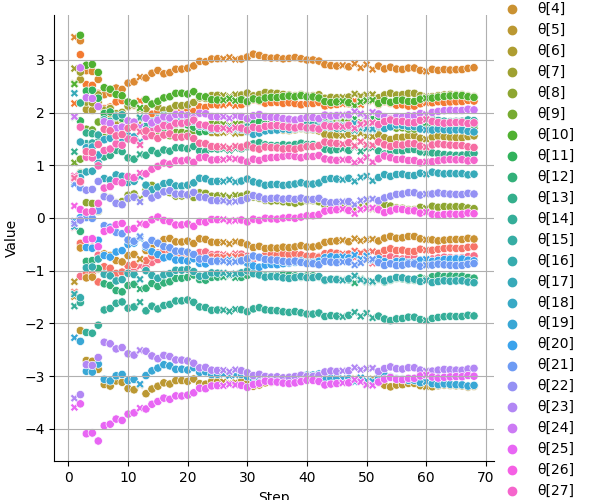 θ[4]
θ[5]
θ[6]
θ[7]
θ[8]
θ[9]
θ[10]
θ[11]
θ[12]
θ[13]
θ[14]
θ[15]
θ[16]
θ[17]
θ[18]
θ[19]
θ[20]
θ[21]
θ[22]
θ[23]
θ[24]
θ[25]
θ[26]
θ[27]
Value
3
2
1
0
−1
−2
−3
−4
0 10 20 30 40 50 60 70
Step